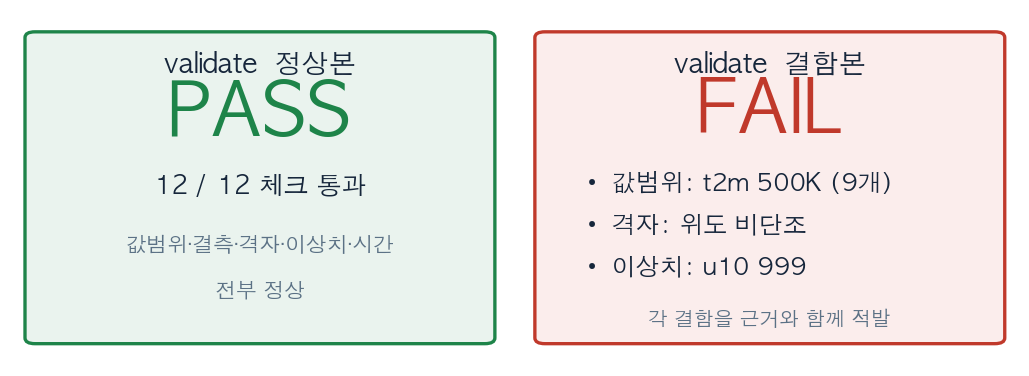 validate 정상본
PASS
12 / 12 체크 통과
값범위·결측·격자·이상치·시간
전부 정상
validate 결함본
FAIL
• 값범위: t2m 500K (9개)
• 격자: 위도 비단조
• 이상치: u10 999
각 결함을 근거와 함께 적발